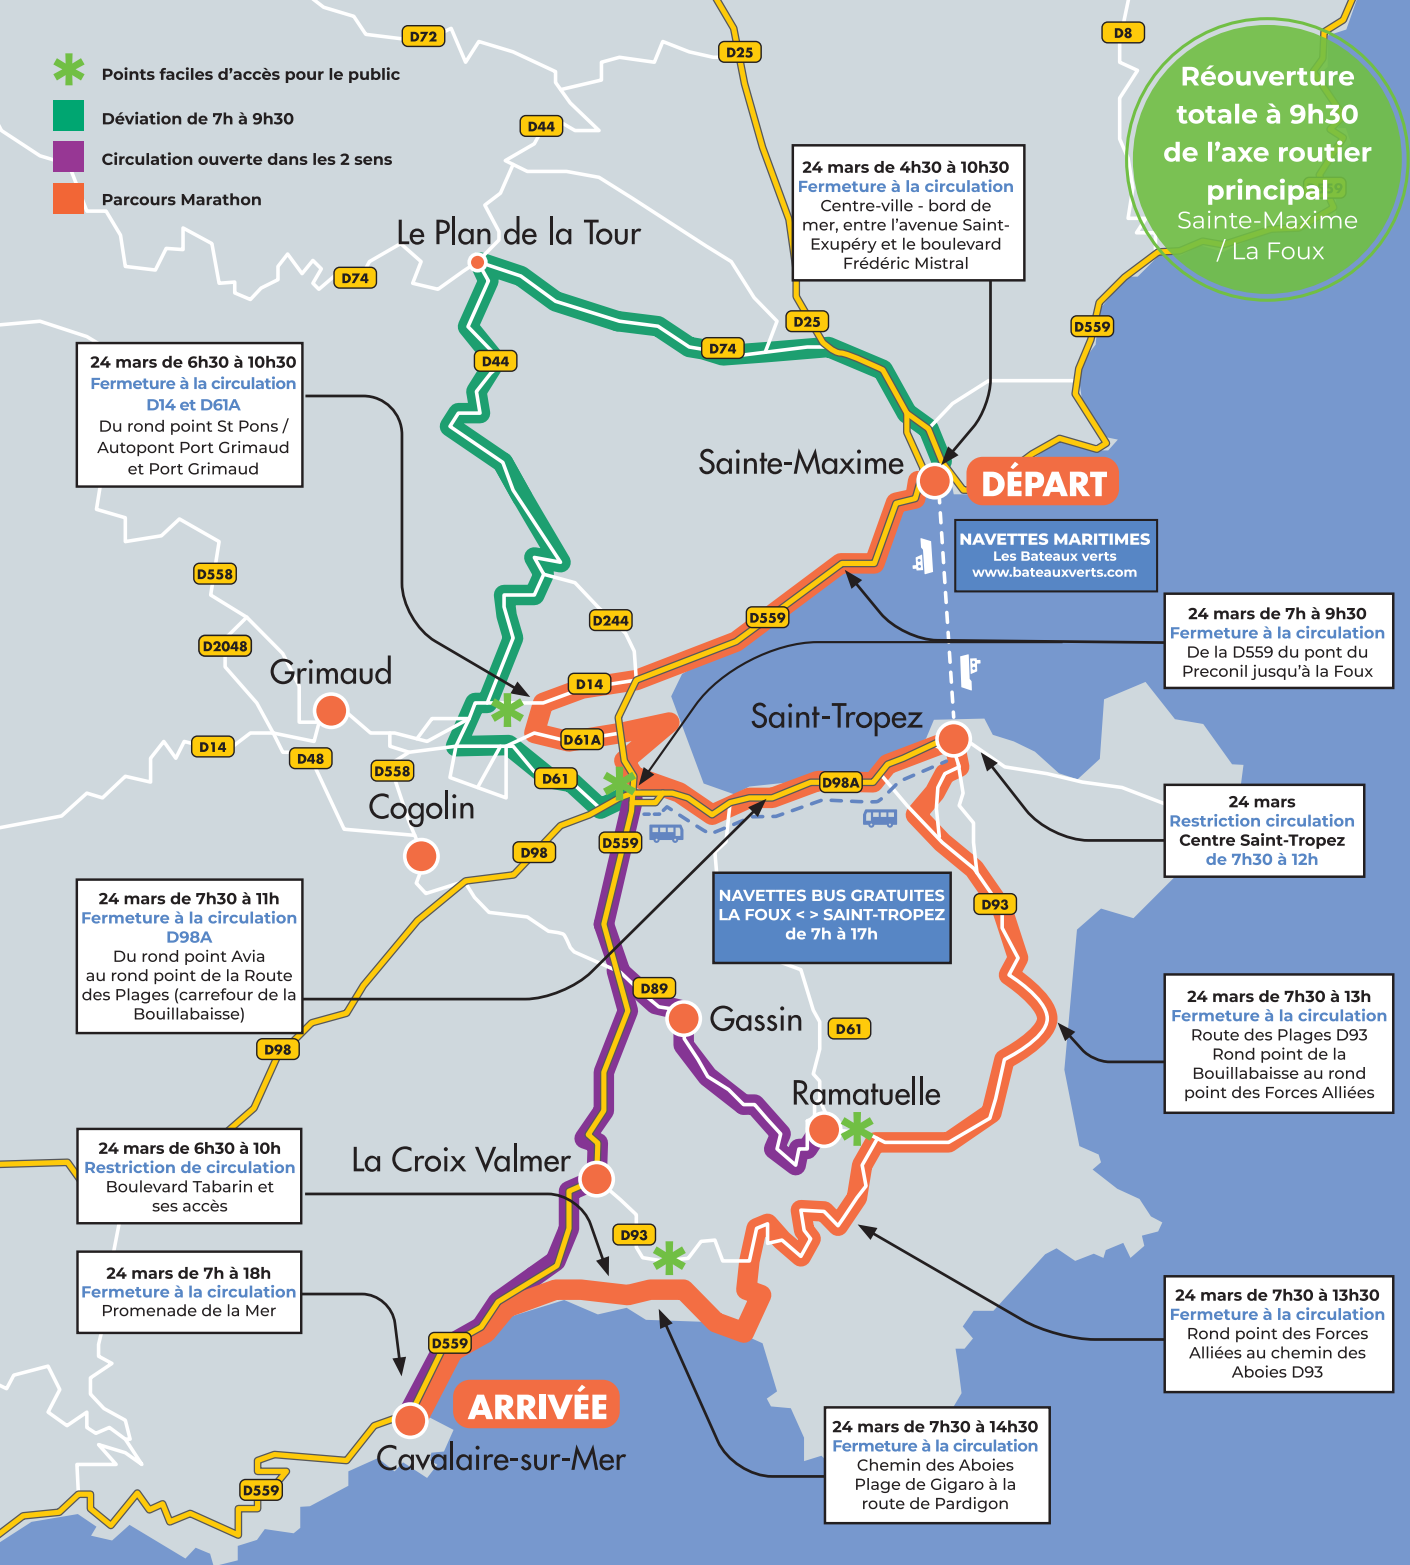 D72
D25
D8
Points faciles d'accès pour le public
Déviation de 7h à 9h30
Circulation ouverte dans les 2 sens
Parcours Marathon
Réouverture
totale à 9h30
de l'axe routier
principal
Sainte-Maxime
/ La Foux
D44
24 mars de 4h30 à 10h30
Fermeture à la circulation
Centre-ville - bord de
mer, entre l'avenue Saint-
Exupéry et le boulevard
Frédéric Mistral
Le Plan de la Tour
D74
D25
D559
D74
D44
24 mars de 6h30 à 10h30
Fermeture à la circulation
D14 et D61A
Du rond point St Pons /
Autopont Port Grimaud
et Port Grimaud
Sainte-Maxime
DÉPART
NAVETTES MARITIMES
Les Bateaux verts
www.bateauxverts.com
D558
D2048
D244
D559
24 mars de 7h à 9h30
Fermeture à la circulation
De la D559 du pont du
Preconil jusqu'à la Foux
Grimaud
D14
Saint-Tropez
D14
D48
D558
D61A
D61
D98A
Cogolin
24 mars
Restriction circulation
Centre Saint-Tropez
de 7h30 à 12h
D559
D98
24 mars de 7h30 à 11h
Fermeture à la circulation
D98A
Du rond point Avia
au rond point de la Route
des Plages (carrefour de la
Bouillabaisse)
NAVETTES BUS GRATUITES
LA FOUX < > SAINT-TROPEZ
de 7h à 17h
D93
D89
Gassin
D61
D98
24 mars de 7h30 à 13h
Fermeture à la circulation
Route des Plages D93
Rond point de la
Bouillabaisse au rond
point des Forces Alliées
Ramatuelle
24 mars de 6h30 à 10h
Restriction de circulation
Boulevard Tabarin et
ses accès
La Croix Valmer
D93
24 mars de 7h à 18h
Fermeture à la circulation
Promenade de la Mer
24 mars de 7h30 à 13h30
Fermeture à la circulation
Rond point des Forces
Alliées au chemin des
Aboies D93
D559
ARRIVÉE
Cavalaire-sur-Mer
24 mars de 7h30 à 14h30
Fermeture à la circulation
Chemin des Aboies
Plage de Gigaro à la
route de Pardigon
D559